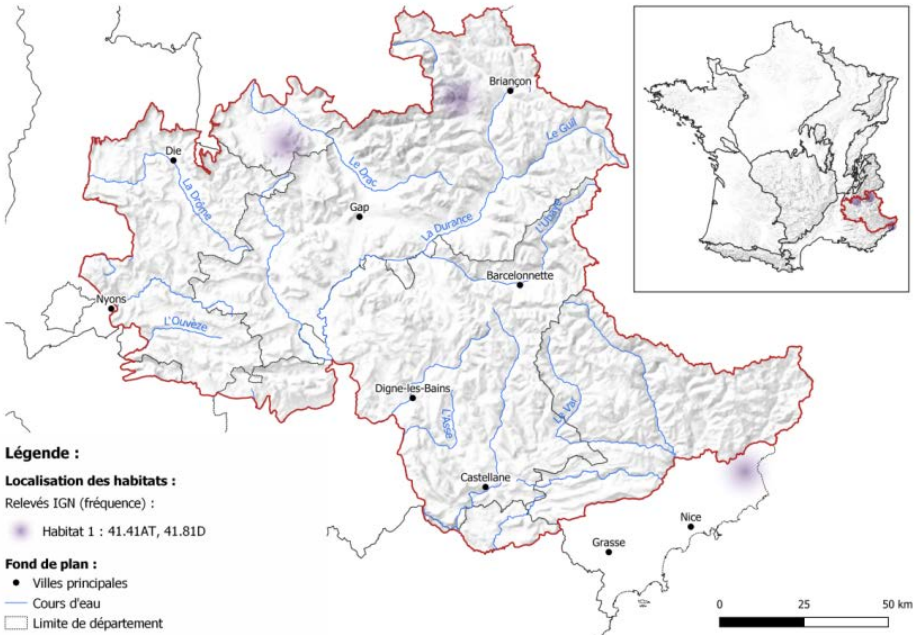 Briançon
Le Guil
Die
Le Drac
La Drôme
Gap
La Durance
L'Ubaye
Barcelonnette
Nyons
L'Ouvèze
Digne-les-Bains
L'Asse
Le Var
Castellane
Nice
Grasse
Légende :
Localisation des habitats :
Relevés IGN (fréquence) :
Habitat 1 : 41.41AT, 41.81D
Fond de plan :
Villes principales
Cours d'eau
Limite de département
0 25 50 km